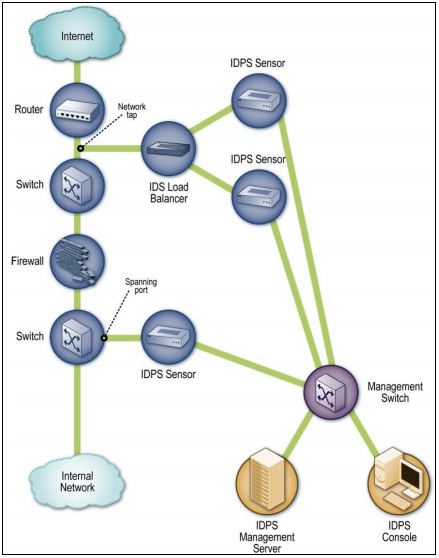 Internet
IDPS Sensor
Router
Network
tap
IDPS Sensor
Switch
IDS Load
Balancer
Firewall
Spanning
port
Switch
IDPS Sensor
Management
Switch
Internal
Network
IDPS
Management
Server
IDPS
Console